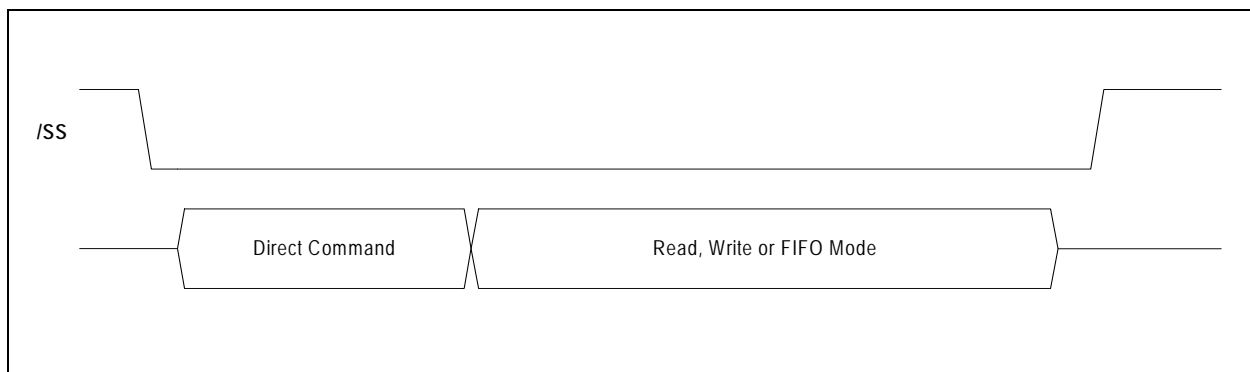 /SS
Direct Command
Read, Write or FIFO Mode